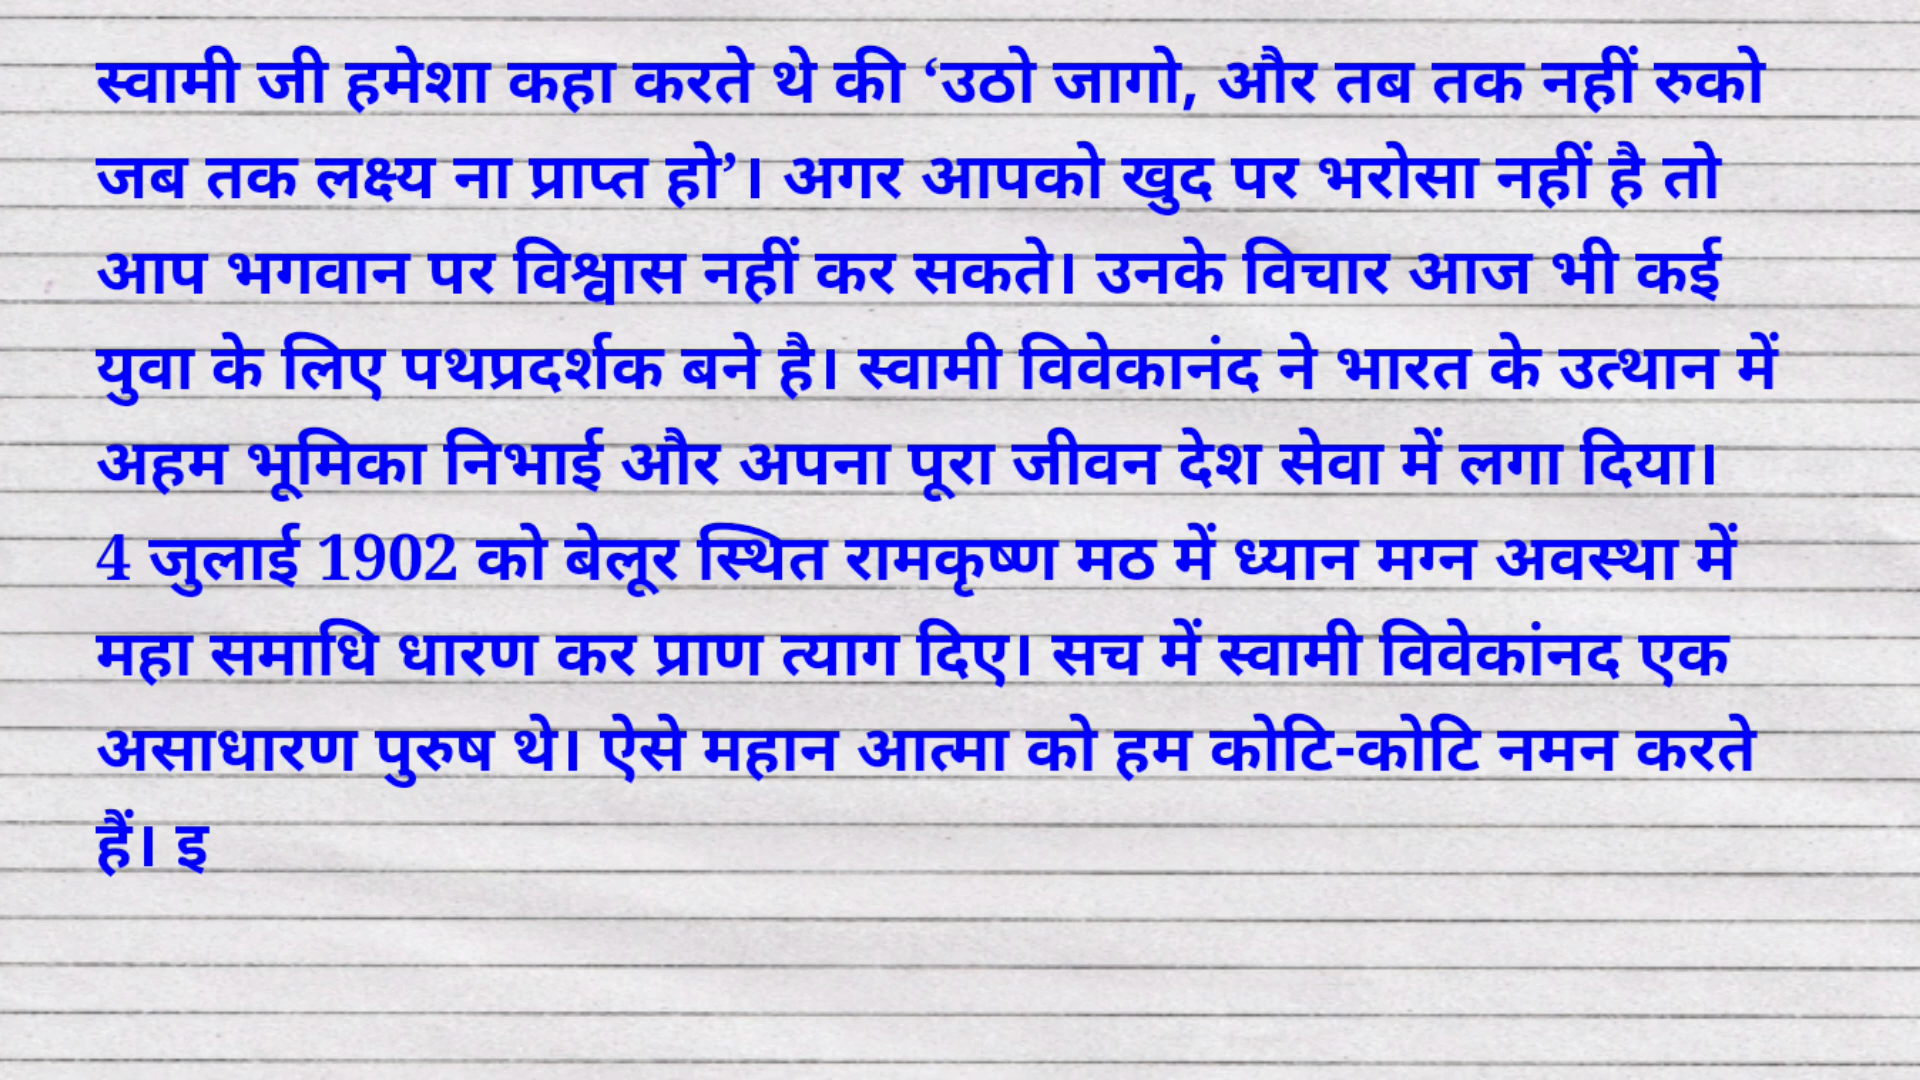 स्वामी जी हमेशा कहा करते थे की ‘उठो जागो, और तब तक नहीं रुको
जब तक लक्ष्य ना प्राप्त हो’। अगर आपको खुद पर भरोसा नहीं है तो
आप भगवान पर विश्वास नहीं कर सकते। उनके विचार आज भी कई
युवा के लिए पथप्रदर्शक बने है। स्वामी विवेकानंद ने भारत के उत्थान में
अहम भूमिका निभाई और अपना पूरा जीवन देश सेवा में लगा दिया।
4 जुलाई 1902 को बेलूर स्थित रामकृष्ण मठ में ध्यान मग्न अवस्था में
महा समाधि धारण कर प्राण त्याग दिए। सच में स्वामी विवेकांनद एक
असाधारण पुरुष थे। ऐसे महान आत्मा को हम कोटि-कोटि नमन करते
हैं। इ